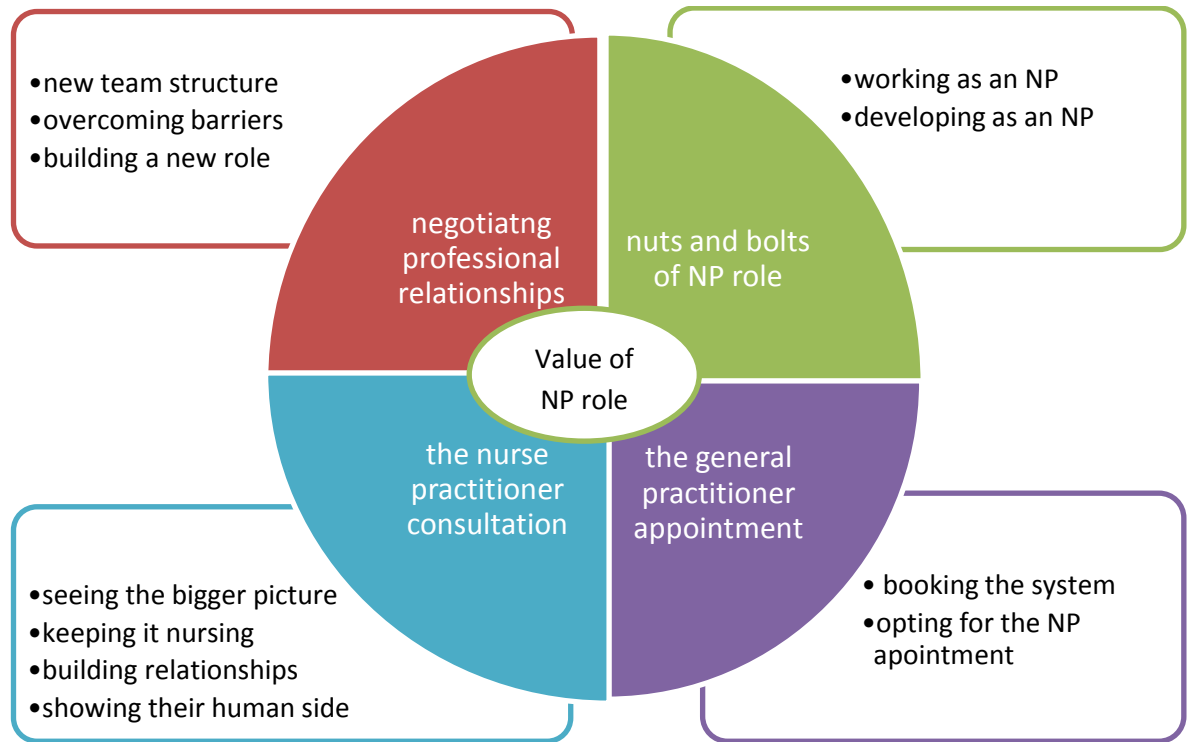 •new team structure
•overcoming barriers
•building a new role
•working as an NP
•developing as an NP
negotiatng
professional
relationships
nuts and bolts
of NP role
Value of
NP role
the nurse
practitioner
consultation
the general
practitioner
appointment
•seeing the bigger picture
•keeping it nursing
•building relationships
•showing their human side
• booking the system
•opting for the NP
apointment